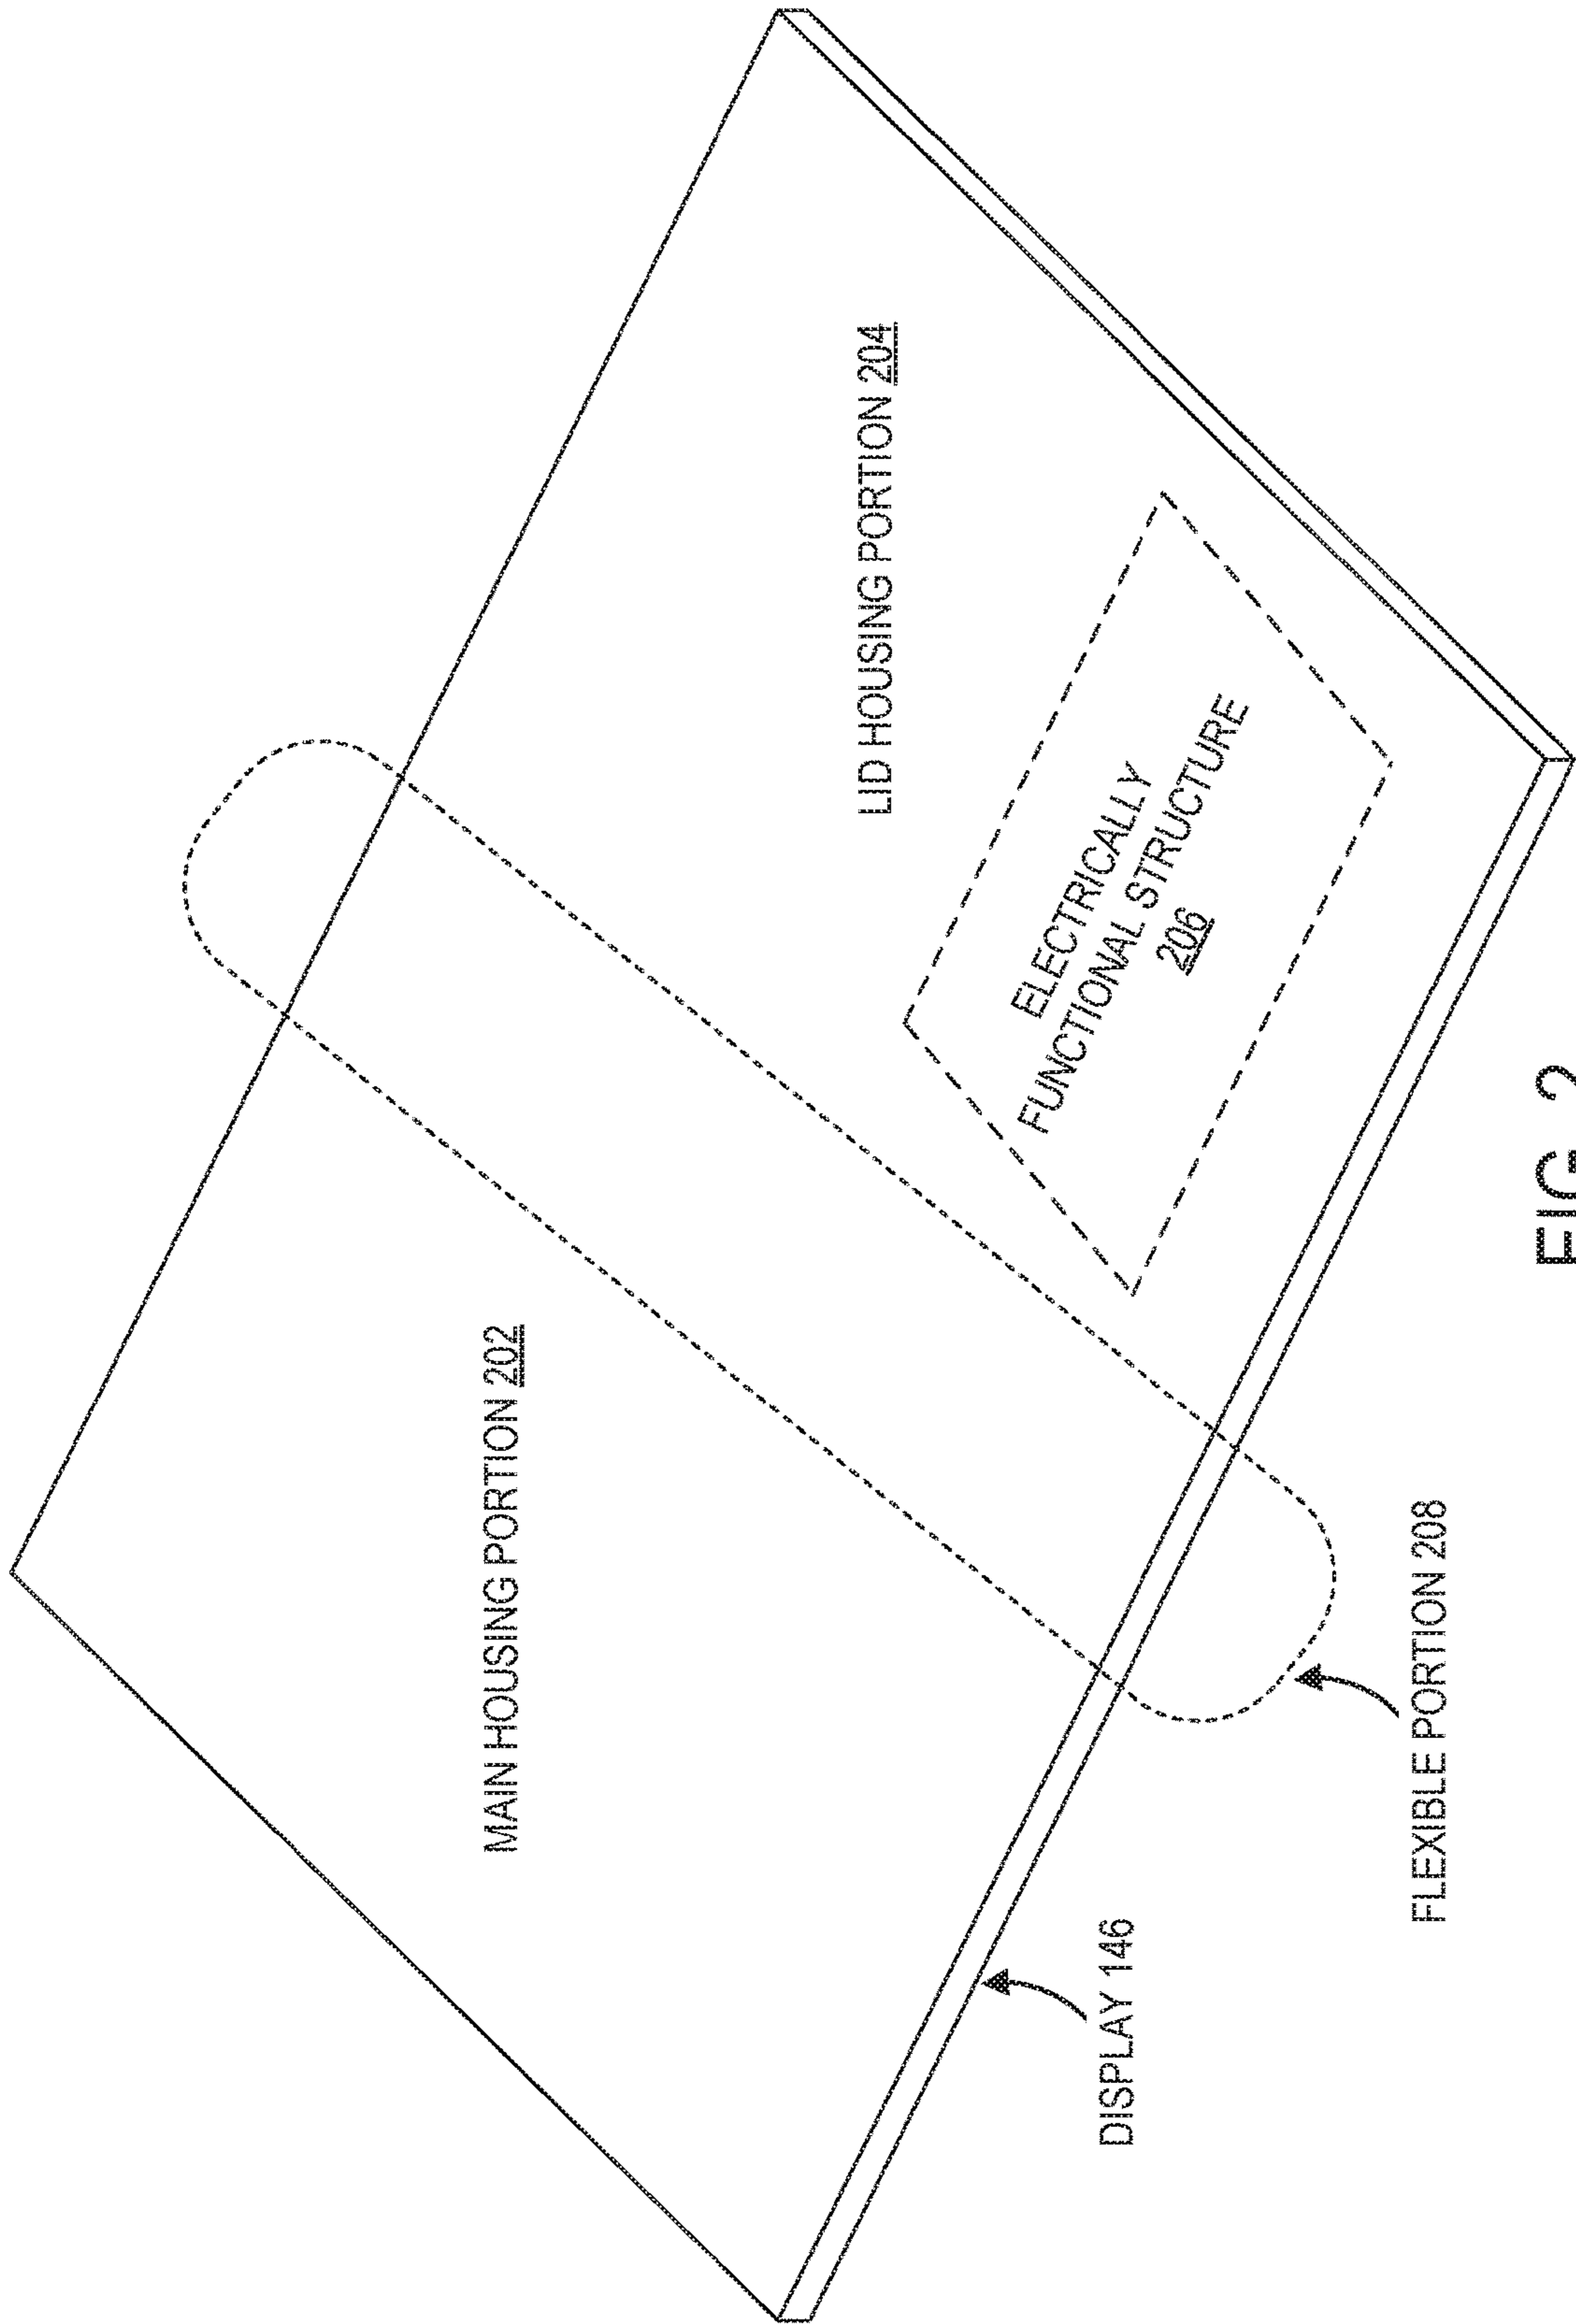 MAIN HOUSING PORTION 202
LID HOUSING PORTION 204
ELECTRICALLY
FUNCTIONAL STRUCTURE
206
DISPLAY 146
FLEXIBLE PORTION 208
FIG. 2